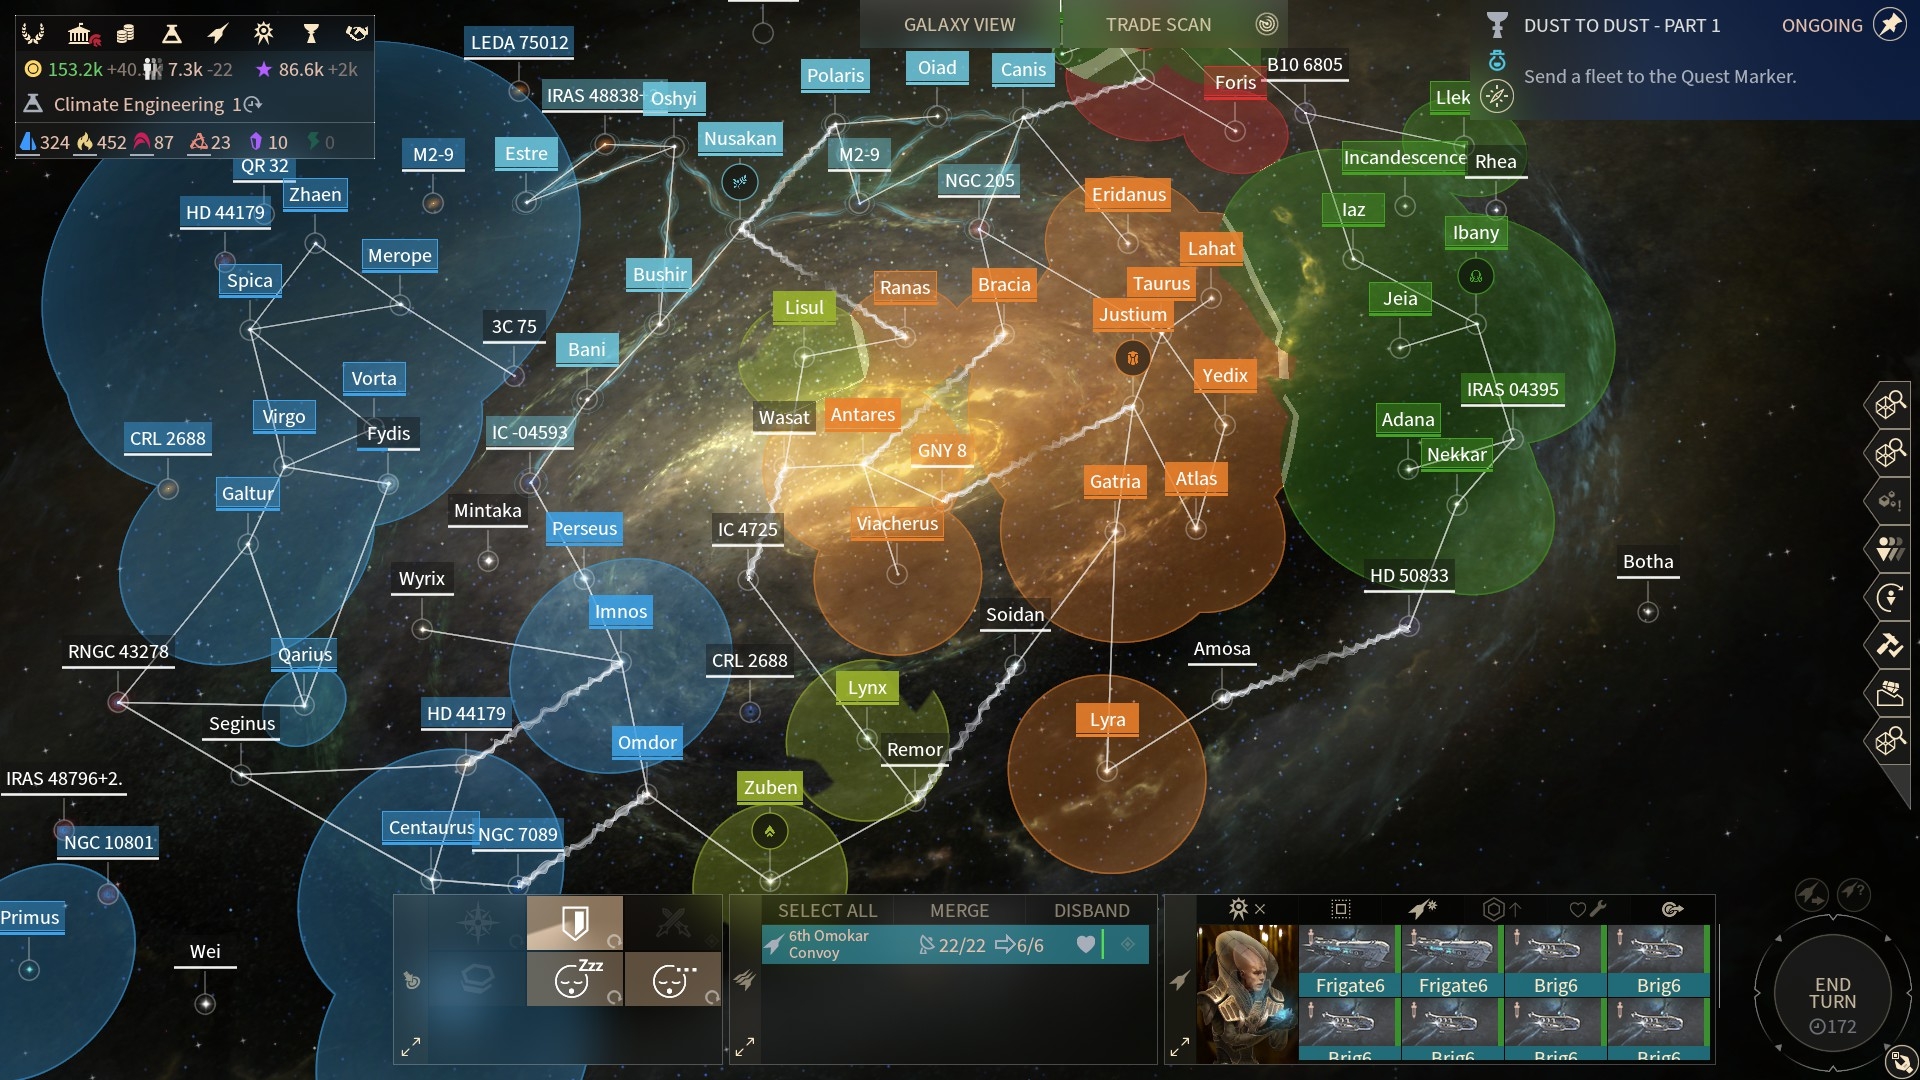 GALAXY VIEW
TRADE SCAN
DUST TO DUST - PART 1
ONGOING
Send a fleet to the Quest Marker.
153.2k +40.
7.3k -22
86.6k +2k
Climate Engineering 1
324 452 87 23 10 0
LEDA 75012
IRAS 48838-
Oshyi
Polaris
Oiad
Canis
Foris
B10 6805
Llek
QR 32
Zhaen
M2-9
Estre
Nusakan
M2-9
NGC 205
Incandescence
Rhea
HD 44179
Merope
Eridanus
Iaz
Ibany
Spica
Bushir
Lahat
Lisul
Ranas
Bracia
Taurus
Justium
Jeia
3C 75
Bani
Vorta
Yedix
IRAS 04395
Virgo
Fydis
CRL 2688
IC -04593
Wasat
Antares
Adana
GNY 8
Nekkar
Galtur
Gatria
Atlas
Mintaka
Perseus
IC 4725
Viacherus
Botha
Wyrix
HD 50833
Imnos
Soidan
RNGC 43278
Qarius
CRL 2688
Amosa
Lynx
Seginus
HD 44179
Omdor
Remor
Lyra
IRAS 48796+2.
Zuben
NGC 10801
Centaurus
NGC 7089
Primus
Wei
SELECT ALL
MERGE
DISBAND
6th Omokar
Convoy
22/22
6/6
Zzz
Frigate6
Frigate6
Brig6
Brig6
Brig6
Brig6
Brig6
Brig6
END
TURN
172